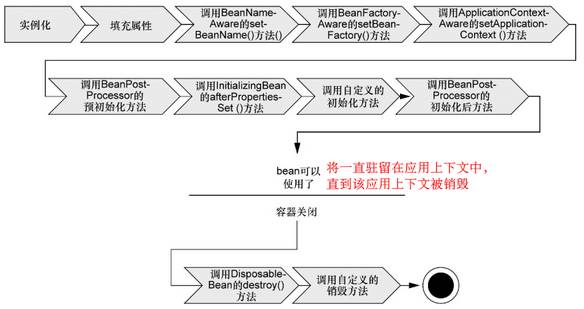 实例化
填充属性
调用BeanName-
Aware的set-
BeanName()方法()
调用BeanFactory-
Aware的setBean-
Factory()方法
调用ApplicationContext-
Aware的setApplication-
Context ()方法
调用BeanPost-
Processor的
预初始化方法
调用InitializingBean
的afterProperties-
Set ()方法
调用自定义的
初始化方法
调用BeanPost-
Processor的
初始化后方法
bean可以
使用了
将一直驻留在应用上下文中,
直到该应用上下文被销毁
容器关闭
调用Disposable-
Bean的destroy()
方法
调用自定义的
销毁方法